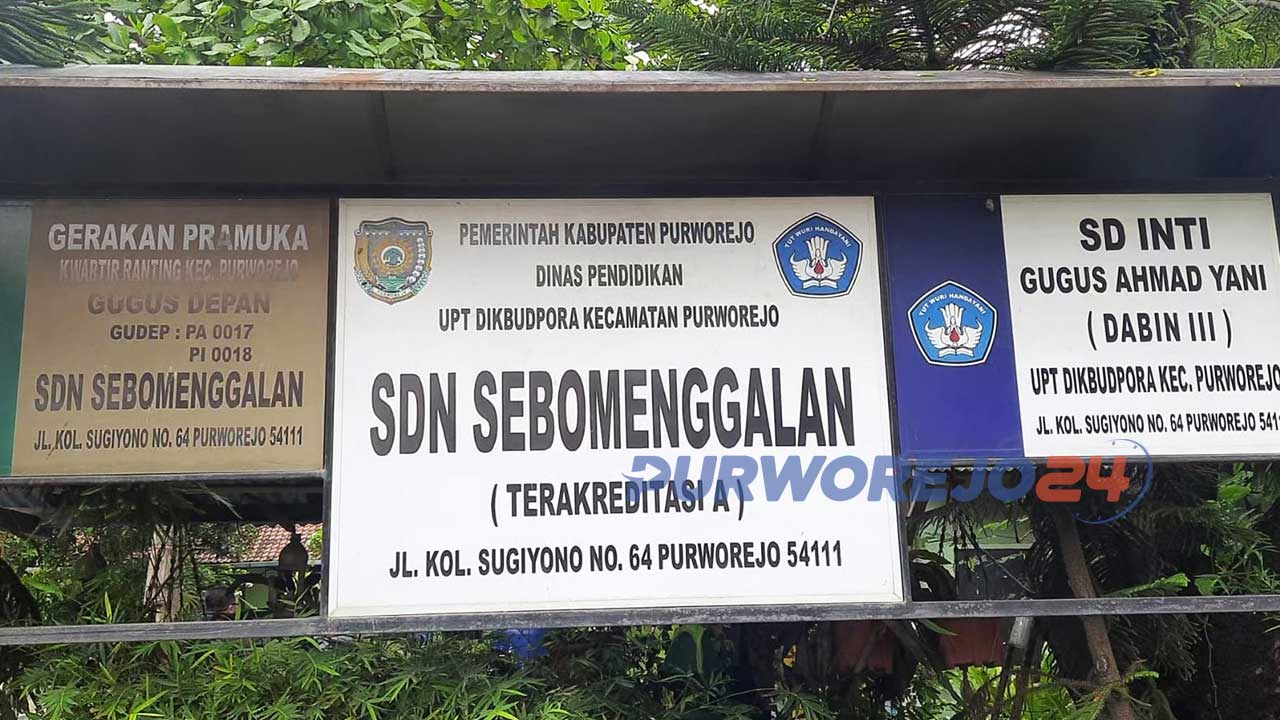 GERAKAN PRAMUKA
KWARTIR RANTING KEC. PURWOREJO
GUGUS DEPAN
GUDEP : PA 0017
PI 0018
SDN SEBOMENGGALAN
JL. KOL. SUGIYONO NO. 64 PURWOREJO 54111
PEMERINTAH KABUPATEN PURWOREJO
DINAS PENDIDIKAN
UPT DIKBUDPORA KECAMATAN PURWOREJO
TUT WURI HANDAYANI
SDN SEBOMENGGALAN
( TERAKREDITASI A )
JL. KOL. SUGIYONO NO. 64 PURWOREJO 54111
TUT WURI HANDAYANI
SD INTI
GUGUS AHMAD YANI
( DABIN III )
UPT DIKBUDPORA KEC. PURWOREJO
JL. KOL. SUGIYONO NO. 64 PURWOREJO 5411
PURWOREJO24